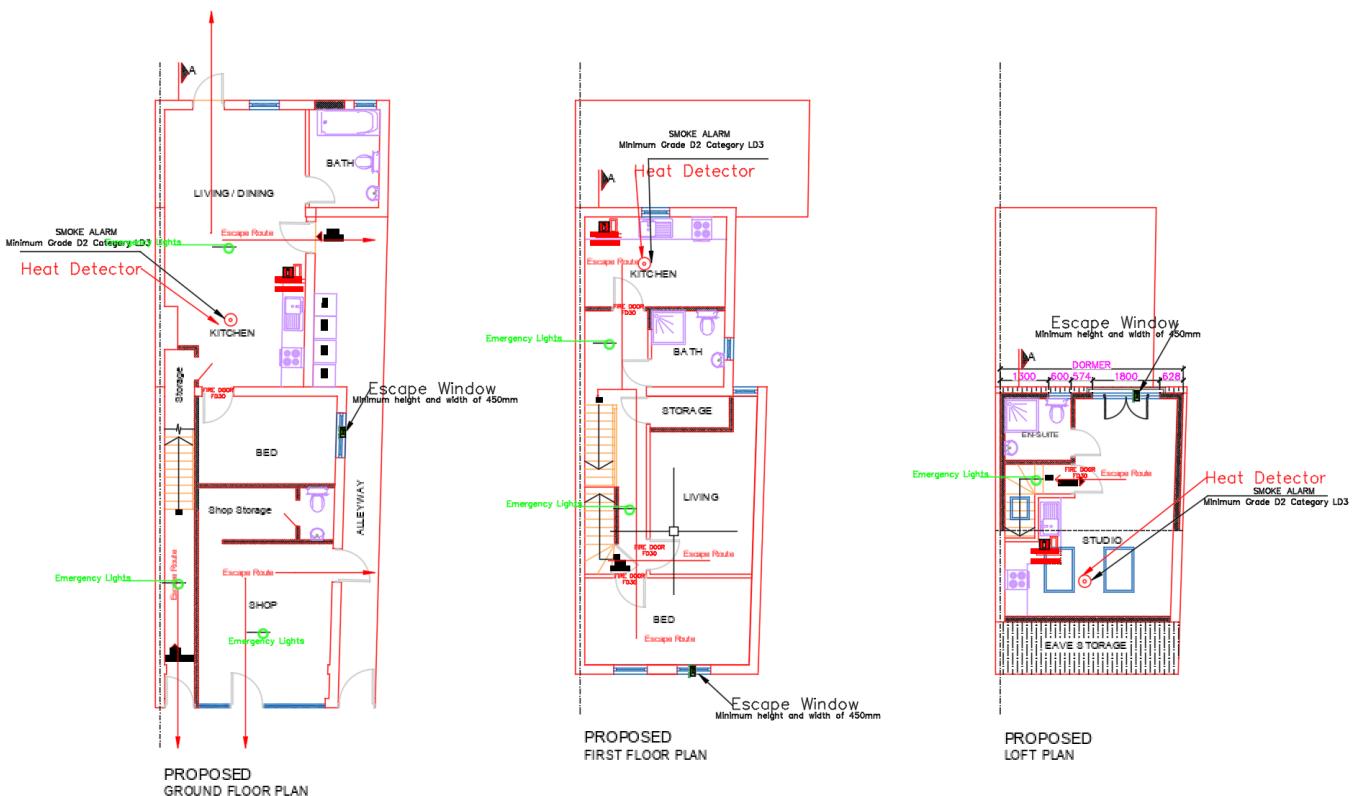 A
BATH
LIVING / DINING
SMOKE ALARM
Minimum Grade D2 Category LD3
Emergency Lights
Escape Route
Heat Detector
KITCHEN
Storage
FIRE DOOR
FD30
Escape Window
Minimum height and width of 450mm
BED
Shop Storage
ALLEYWAY
Escape Route
Emergency Lights
Escape Route
SHOP
Emergency Lights
PROPOSED
GROUND FLOOR PLAN
SMOKE ALARM
Minimum Grade D2 Category LD3
Heat Detector
A
Escape Route
KITCHEN
FIRE DOOR
FD30
Emergency Lights
BATH
STORAGE
LIVING
Emergency Lights
FIRE DOOR
FD30
FIRE DOOR
FD30
Escape Route
BED
Escape Route
Escape Window
Minimum height and width of 450mm
PROPOSED
FIRST FLOOR PLAN
Escape Window
Minimum height and width of 450mm
A
DORMER
1300 600 574 1800 628
EN-SUITE
Emergency Lights
FIRE DOOR
FD30
Escape Route
Heat Detector
SMOKE ALARM
Minimum Grade D2 Category LD3
STUDIO
EAVE STORAGE
PROPOSED
LOFT PLAN